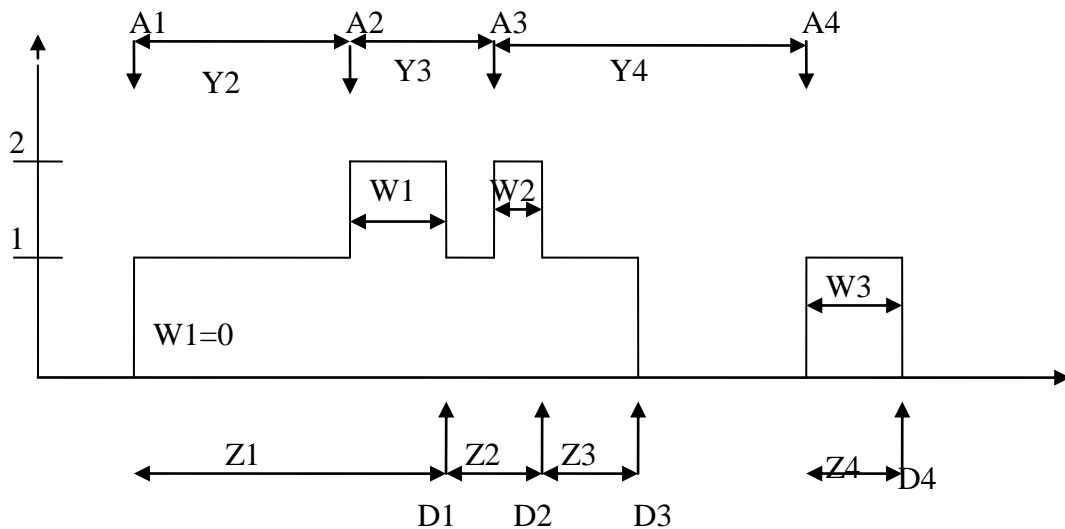 A1 A2 A3 A4
Y2 Y3 Y4
2
W1 W2
1
W3
W1=0
Z1 Z2 Z3 Z4
D4
D1 D2 D3